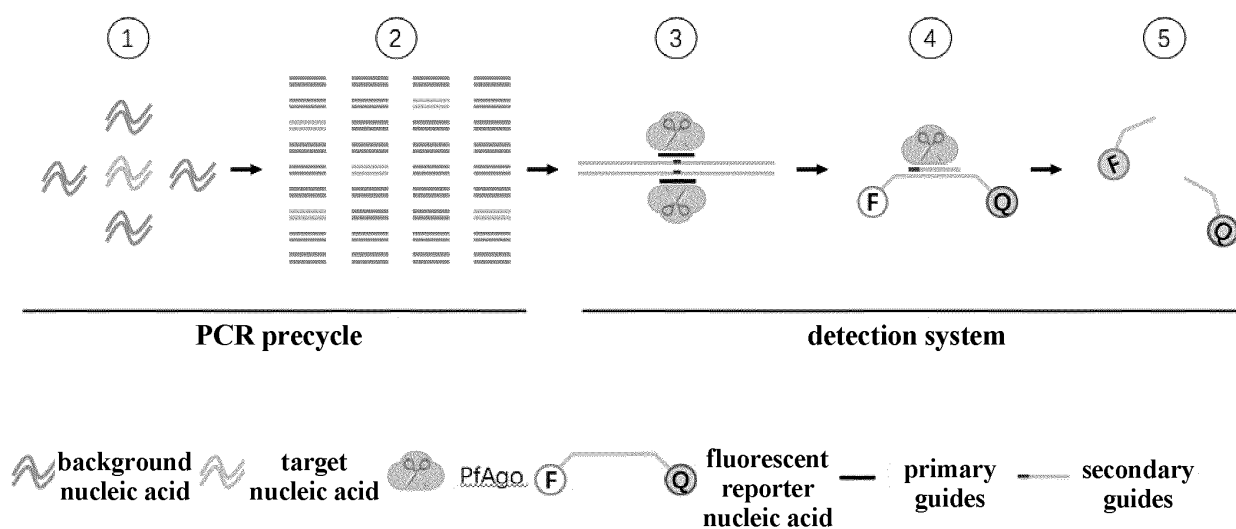 1 2 3 4 5
F F
Q Q
PCR precycle detection system
background nucleic acid
target nucleic acid
PfAgo
F Q
fluorescent reporter nucleic acid
primary guides
secondary guides